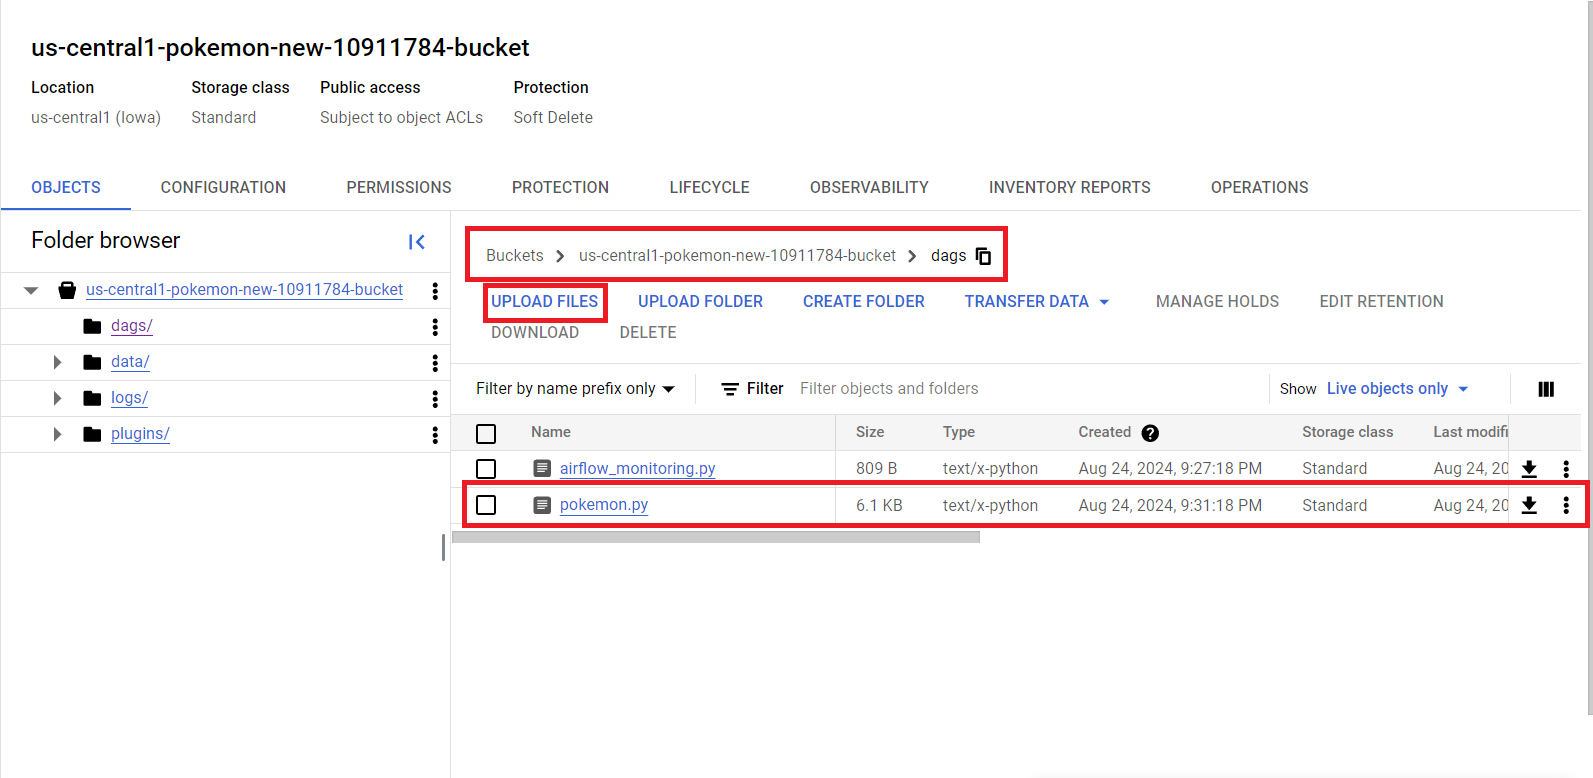 us-central1-pokemon-new-10911784-bucket
Location Storage class Public access Protection
us-central1 (Iowa) Standard Subject to object ACLs Soft Delete
OBJECTS CONFIGURATION PERMISSIONS PROTECTION LIFECYCLE OBSERVABILITY INVENTORY REPORTS OPERATIONS
Folder browser
us-central1-pokemon-new-10911784-bucket
dags/
data/
logs/
plugins/
Buckets > us-central1-pokemon-new-10911784-bucket > dags
UPLOAD FILES UPLOAD FOLDER CREATE FOLDER TRANSFER DATA MANAGE HOLDS EDIT RETENTION
DOWNLOAD DELETE
Filter by name prefix only Filter Filter objects and folders Show Live objects only
Name Size Type Created Storage class Last modifi
airflow_monitoring.py 809 B text/x-python Aug 24, 2024, 9:27:18 PM Standard Aug 24, 20
pokemon.py 6.1 KB text/x-python Aug 24, 2024, 9:31:18 PM Standard Aug 24, 20